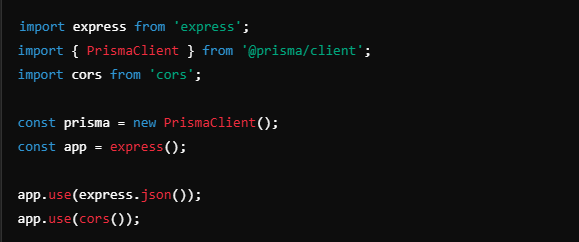 import express from 'express';
import { PrismaClient } from '@prisma/client';
import cors from 'cors';
const prisma = new PrismaClient();
const app = express();
app.use(express.json());
app.use(cors());